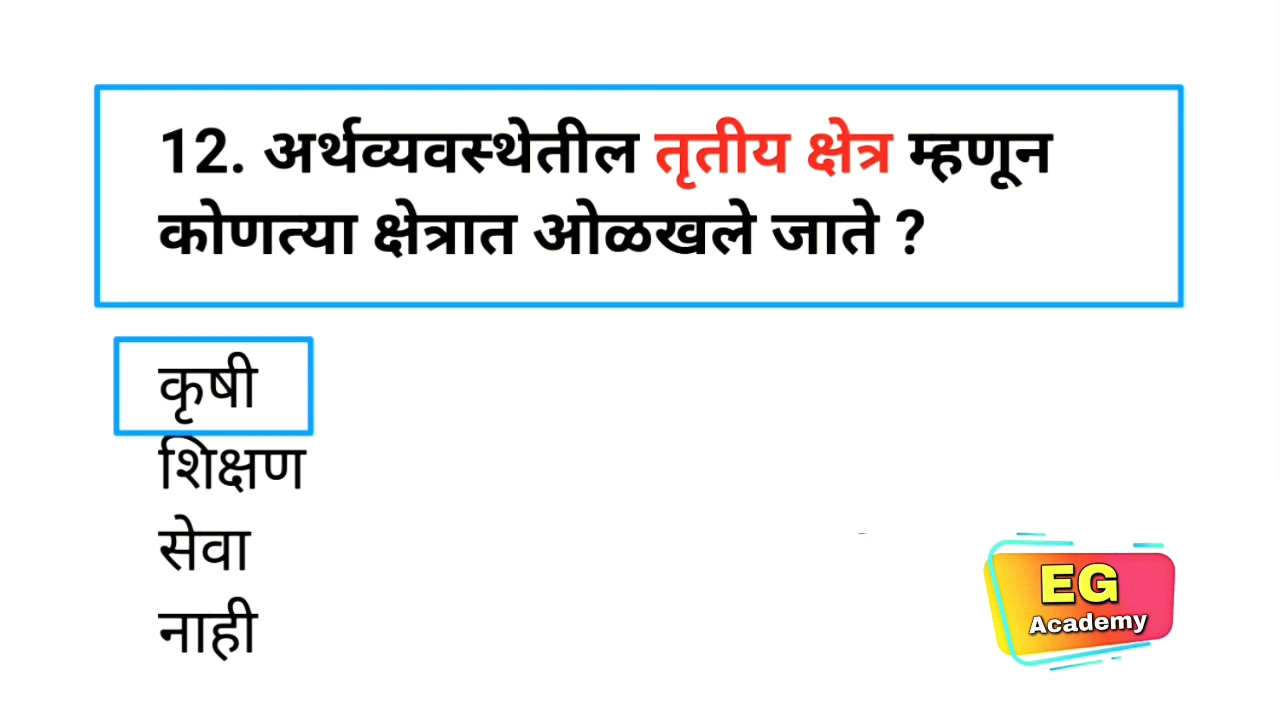 12. अर्थव्यवस्थेतील तृतीय क्षेत्र म्हणून
कोणत्या क्षेत्रात ओळखले जाते ?
कृषी
शिक्षण
सेवा
नाही
EG
Academy